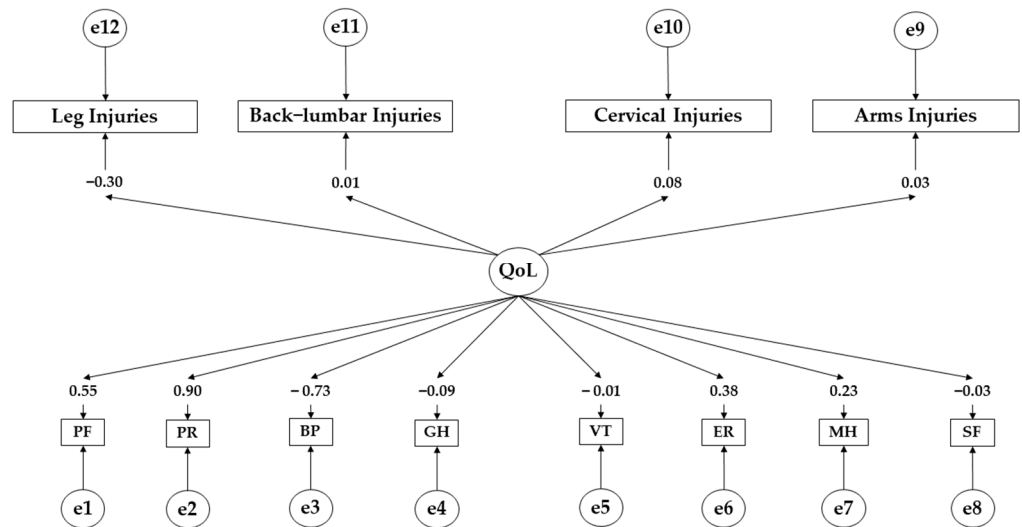 e12 e11 e10 e9
Leg Injuries Back−lumbar Injuries Cervical Injuries Arms Injuries
−0.30 0.01 0.08 0.03
QoL
0.55 0.90 −0.73 −0.09 −0.01 0.38 0.23 −0.03
PF PR BP GH VT ER MH SF
e1 e2 e3 e4 e5 e6 e7 e8